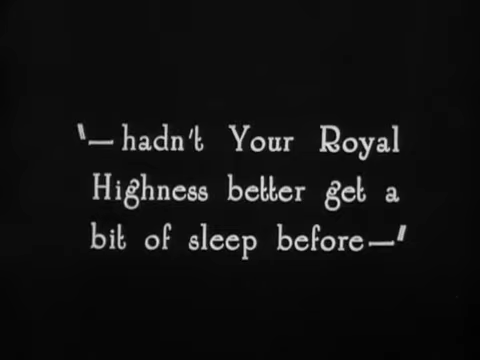 "—hadn't Your Royal
Highness better get a
bit of sleep before—"